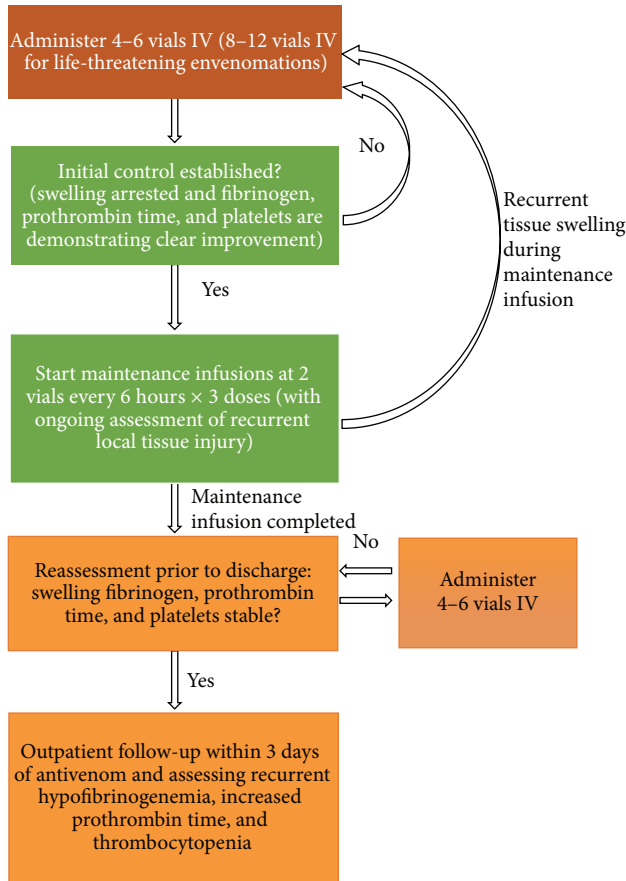 Administer 4–6 vials IV (8–12 vials IV
for life-threatening envenomations)
No
Initial control established?
(swelling arrested and fibrinogen,
prothrombin time, and platelets are
demonstrating clear improvement)
Recurrent
tissue swelling
during
maintenance
infusion
Yes
Start maintenance infusions at 2
vials every 6 hours × 3 doses (with
ongoing assessment of recurrent
local tissue injury)
Maintenance
infusion completed
No
Reassessment prior to discharge:
swelling fibrinogen, prothrombin
time, and platelets stable?
Administer
4–6 vials IV
Yes
Outpatient follow-up within 3 days
of antivenom and assessing recurrent
hypofibrinogenemia, increased
prothrombin time, and
thrombocytopenia